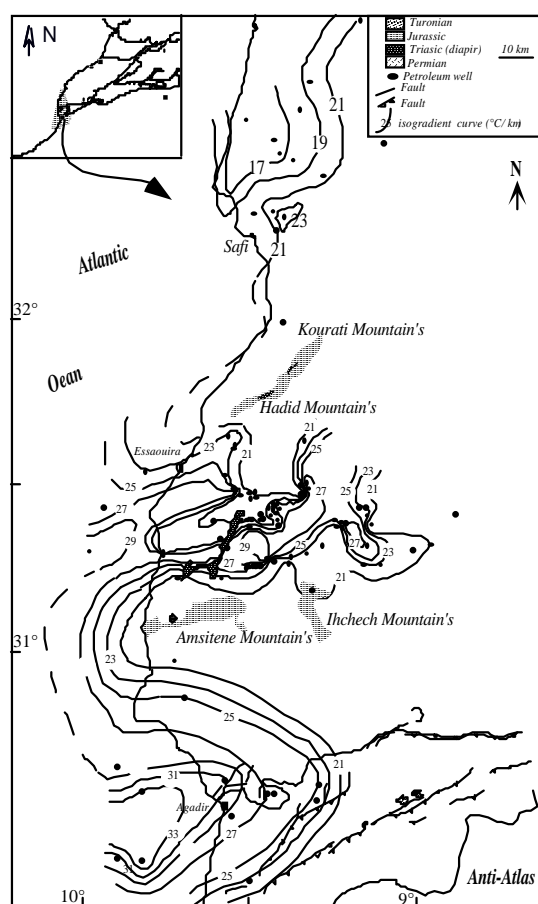 N
Turonian
Jurassic
Triasic (diapir)
Permian
Petroleum well
Fault
Fault
25 isogradient curve (°C/ km)
10 km
21
19
17
N
23
Safi
21
Atlantic
32°
Kourati Mountain's
Ocean
Hadid Mountain's
21
Essaouira
23
21
25
23
25
25
21
27
27
29
29
25
27
23
27
21
Ihchech Mountain's
Amsitene Mountain's
31°
23
25
21
31
Agadir
33
27
31
25
Anti-Atlas
10°
9°